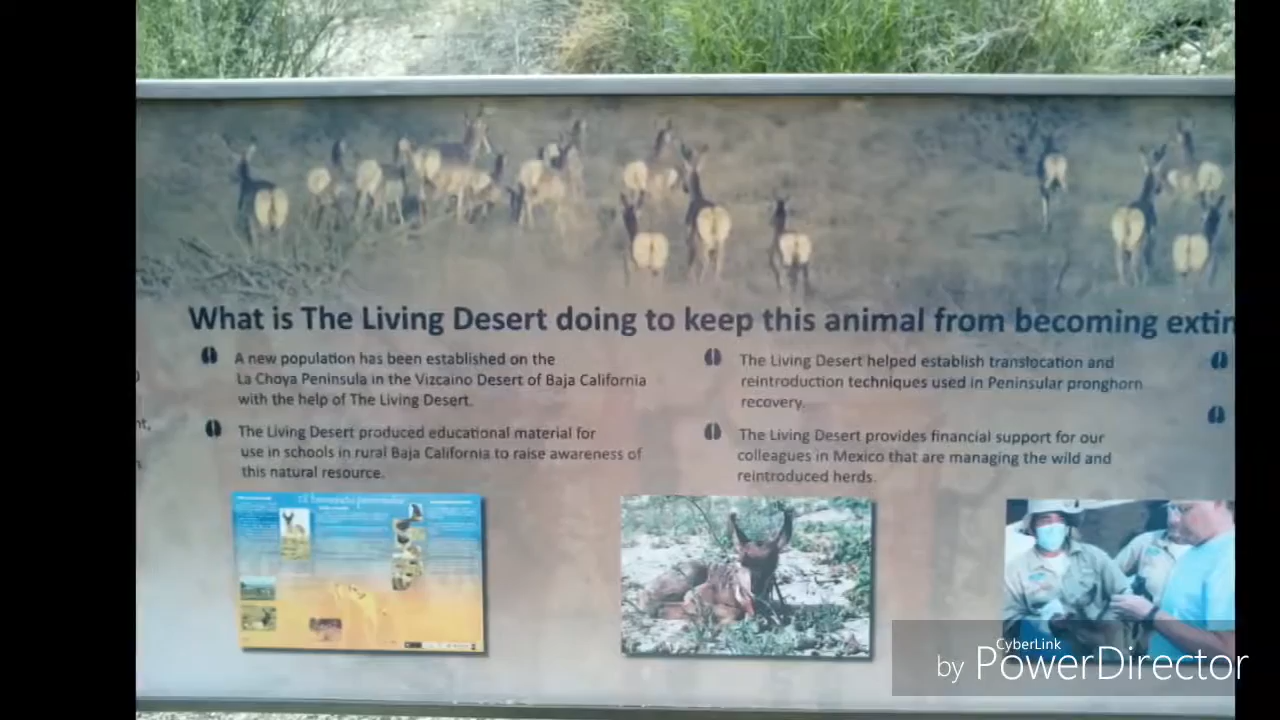 What is The Living Desert doing to keep this animal from becoming extin
A new population has been established on the
La Choya Peninsula in the Vizcaino Desert of Baja California
with the help of The Living Desert.
The Living Desert produced educational material for
use in schools in rural Baja California to raise awareness of
this natural resource.
The Living Desert helped establish translocation and
reintroduction techniques used in Peninsular pronghorn
recovery.
The Living Desert provides financial support for our
colleagues in Mexico that are managing the wild and
reintroduced herds.
CyberLink
by PowerDirector